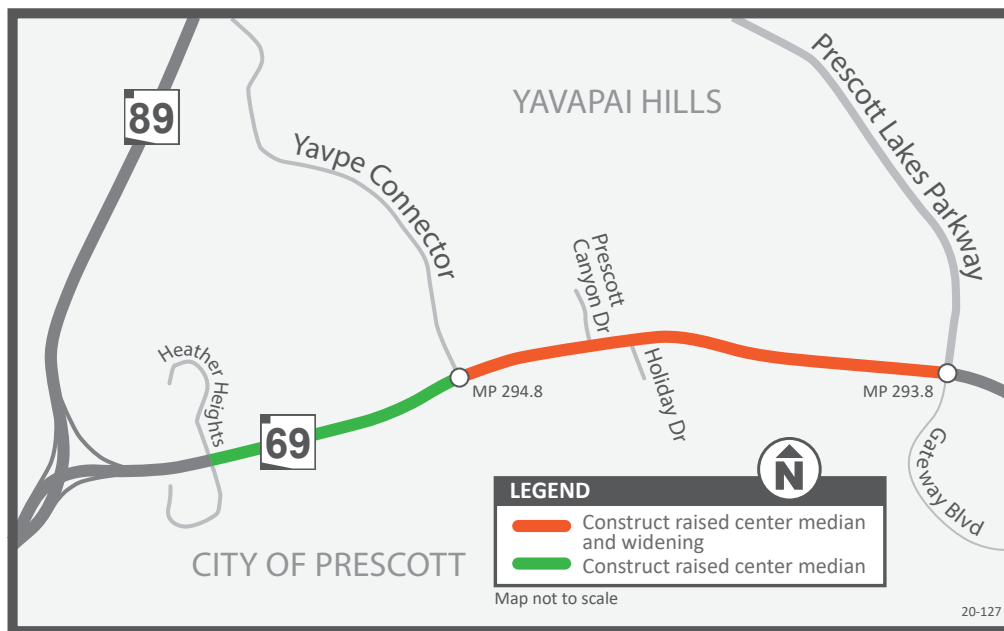 89
YAVAPAI HILLS
Prescott Lakes Parkway
Yavpe Connector
Prescott
Canyon Dr
Heather Heights
Holiday Dr
MP 294.8
MP 293.8
69
Gateway Blvd
N
LEGEND
Construct raised center median
and widening
Construct raised center median
CITY OF PRESCOTT
Map not to scale
20-127